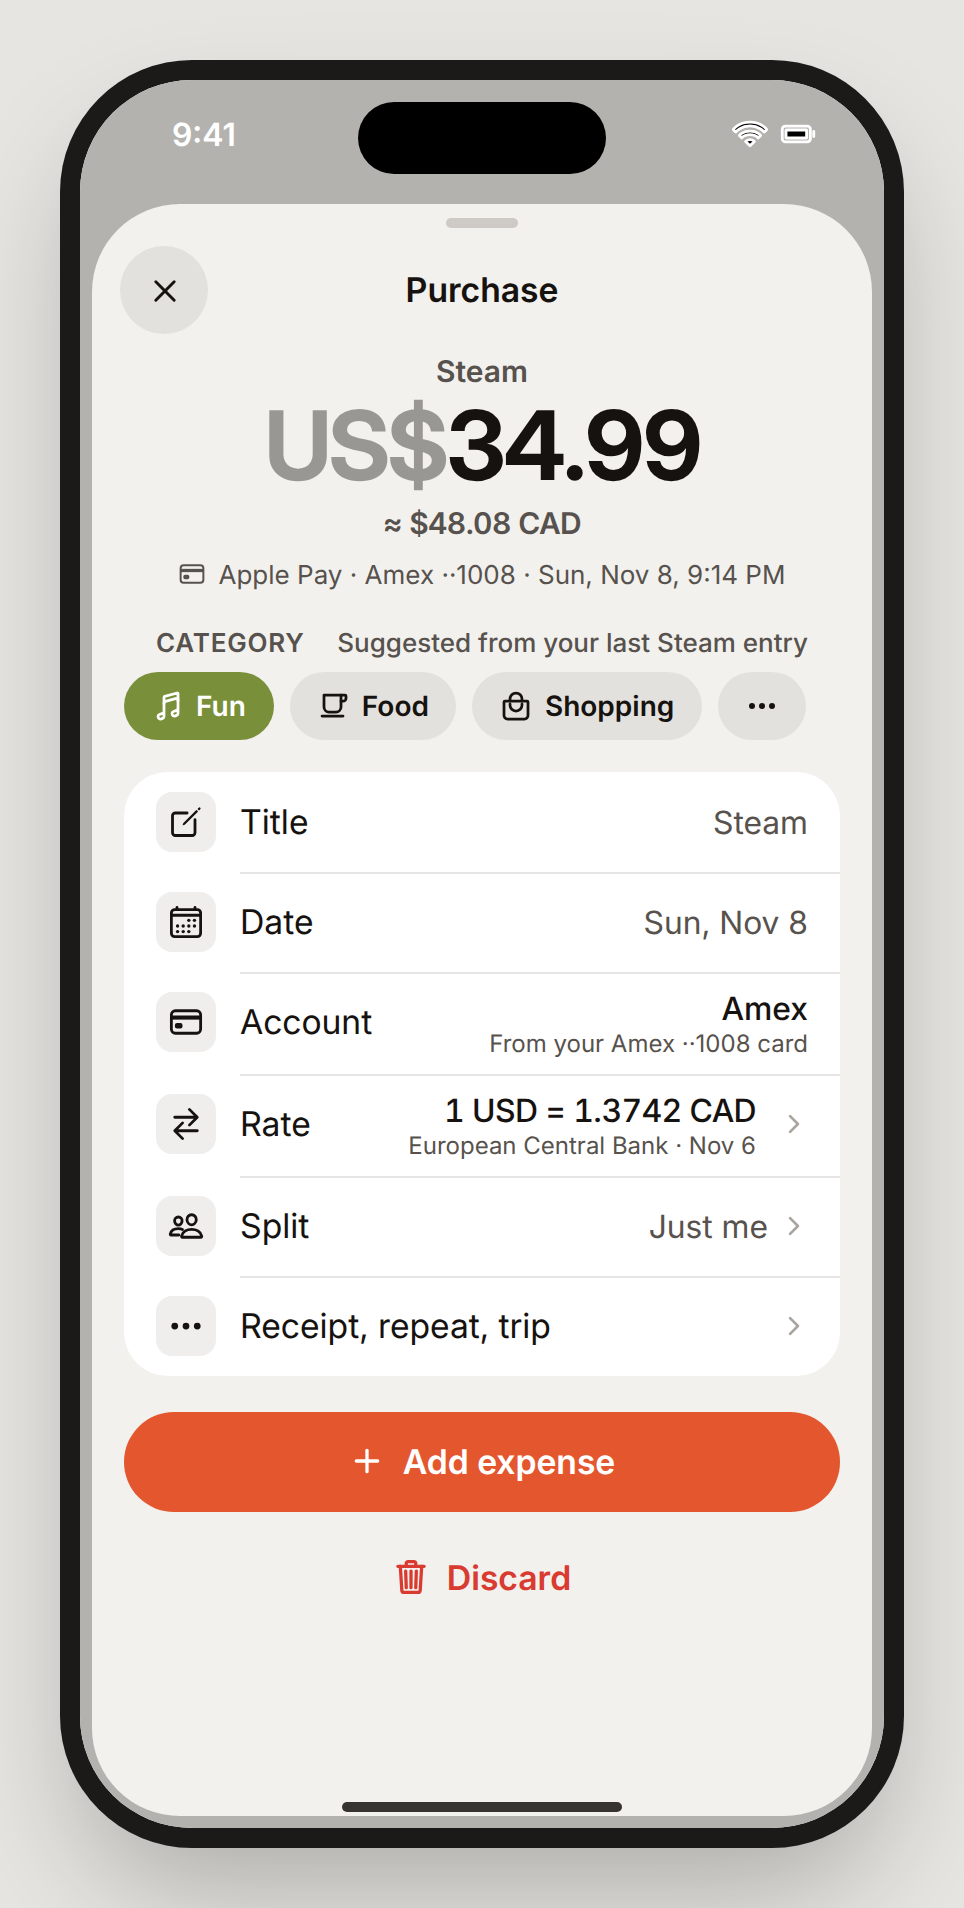 9:41
Purchase
Steam
US$34.99
≈ $48.08 CAD
Apple Pay · Amex ··1008 · Sun, Nov 8, 9:14 PM
CATEGORY Suggested from your last Steam entry
Fun Food Shopping
Title Steam
Date Sun, Nov 8
Account Amex
From your Amex ··1008 card
Rate 1 USD = 1.3742 CAD
European Central Bank · Nov 6
Split Just me
Receipt, repeat, trip
Add expense
Discard